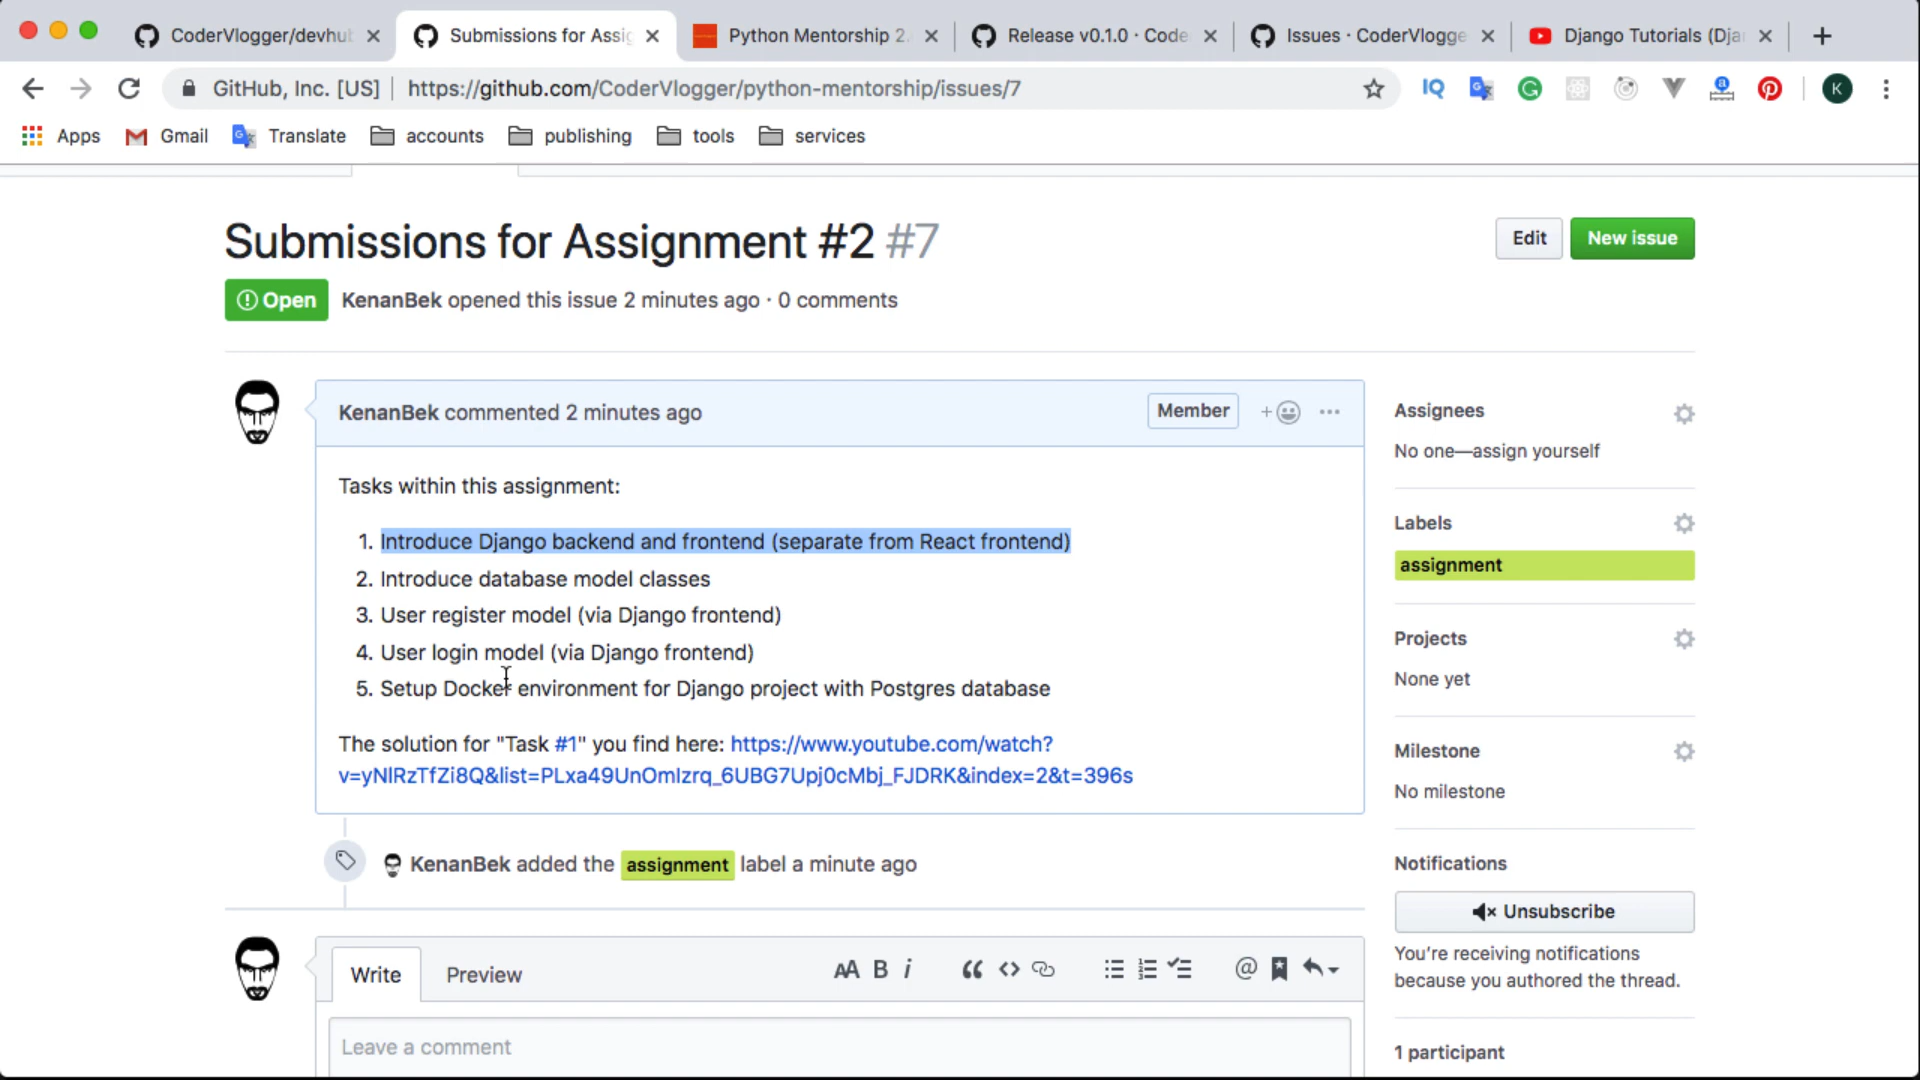 CoderVlogger/devhub
Submissions for Assig
Python Mentorship 2.
Release v0.1.0 · Code
Issues · CoderVlogge
Django Tutorials (Dja
GitHub, Inc. [US]
https://github.com/CoderVlogger/python-mentorship/issues/7
IQ
K
Apps
Gmail
Translate
accounts
publishing
tools
services
Submissions for Assignment #2 #7
Edit
New issue
Open
KenanBek opened this issue 2 minutes ago · 0 comments
KenanBek commented 2 minutes ago
Member
Tasks within this assignment:
1. Introduce Django backend and frontend (separate from React frontend)
2. Introduce database model classes
3. User register model (via Django frontend)
4. User login model (via Django frontend)
5. Setup Docker environment for Django project with Postgres database
The solution for "Task #1" you find here: https://www.youtube.com/watch?
v=yNlRzTfZi8Q&list=PLxa49UnOmIzrq_6UBG7Upj0cMbj_FJDRK&index=2&t=396s
KenanBek added the assignment label a minute ago
Write
Preview
AA B i
Leave a comment
Assignees
No one—assign yourself
Labels
assignment
Projects
None yet
Milestone
No milestone
Notifications
Unsubscribe
You're receiving notifications
because you authored the thread.
1 participant